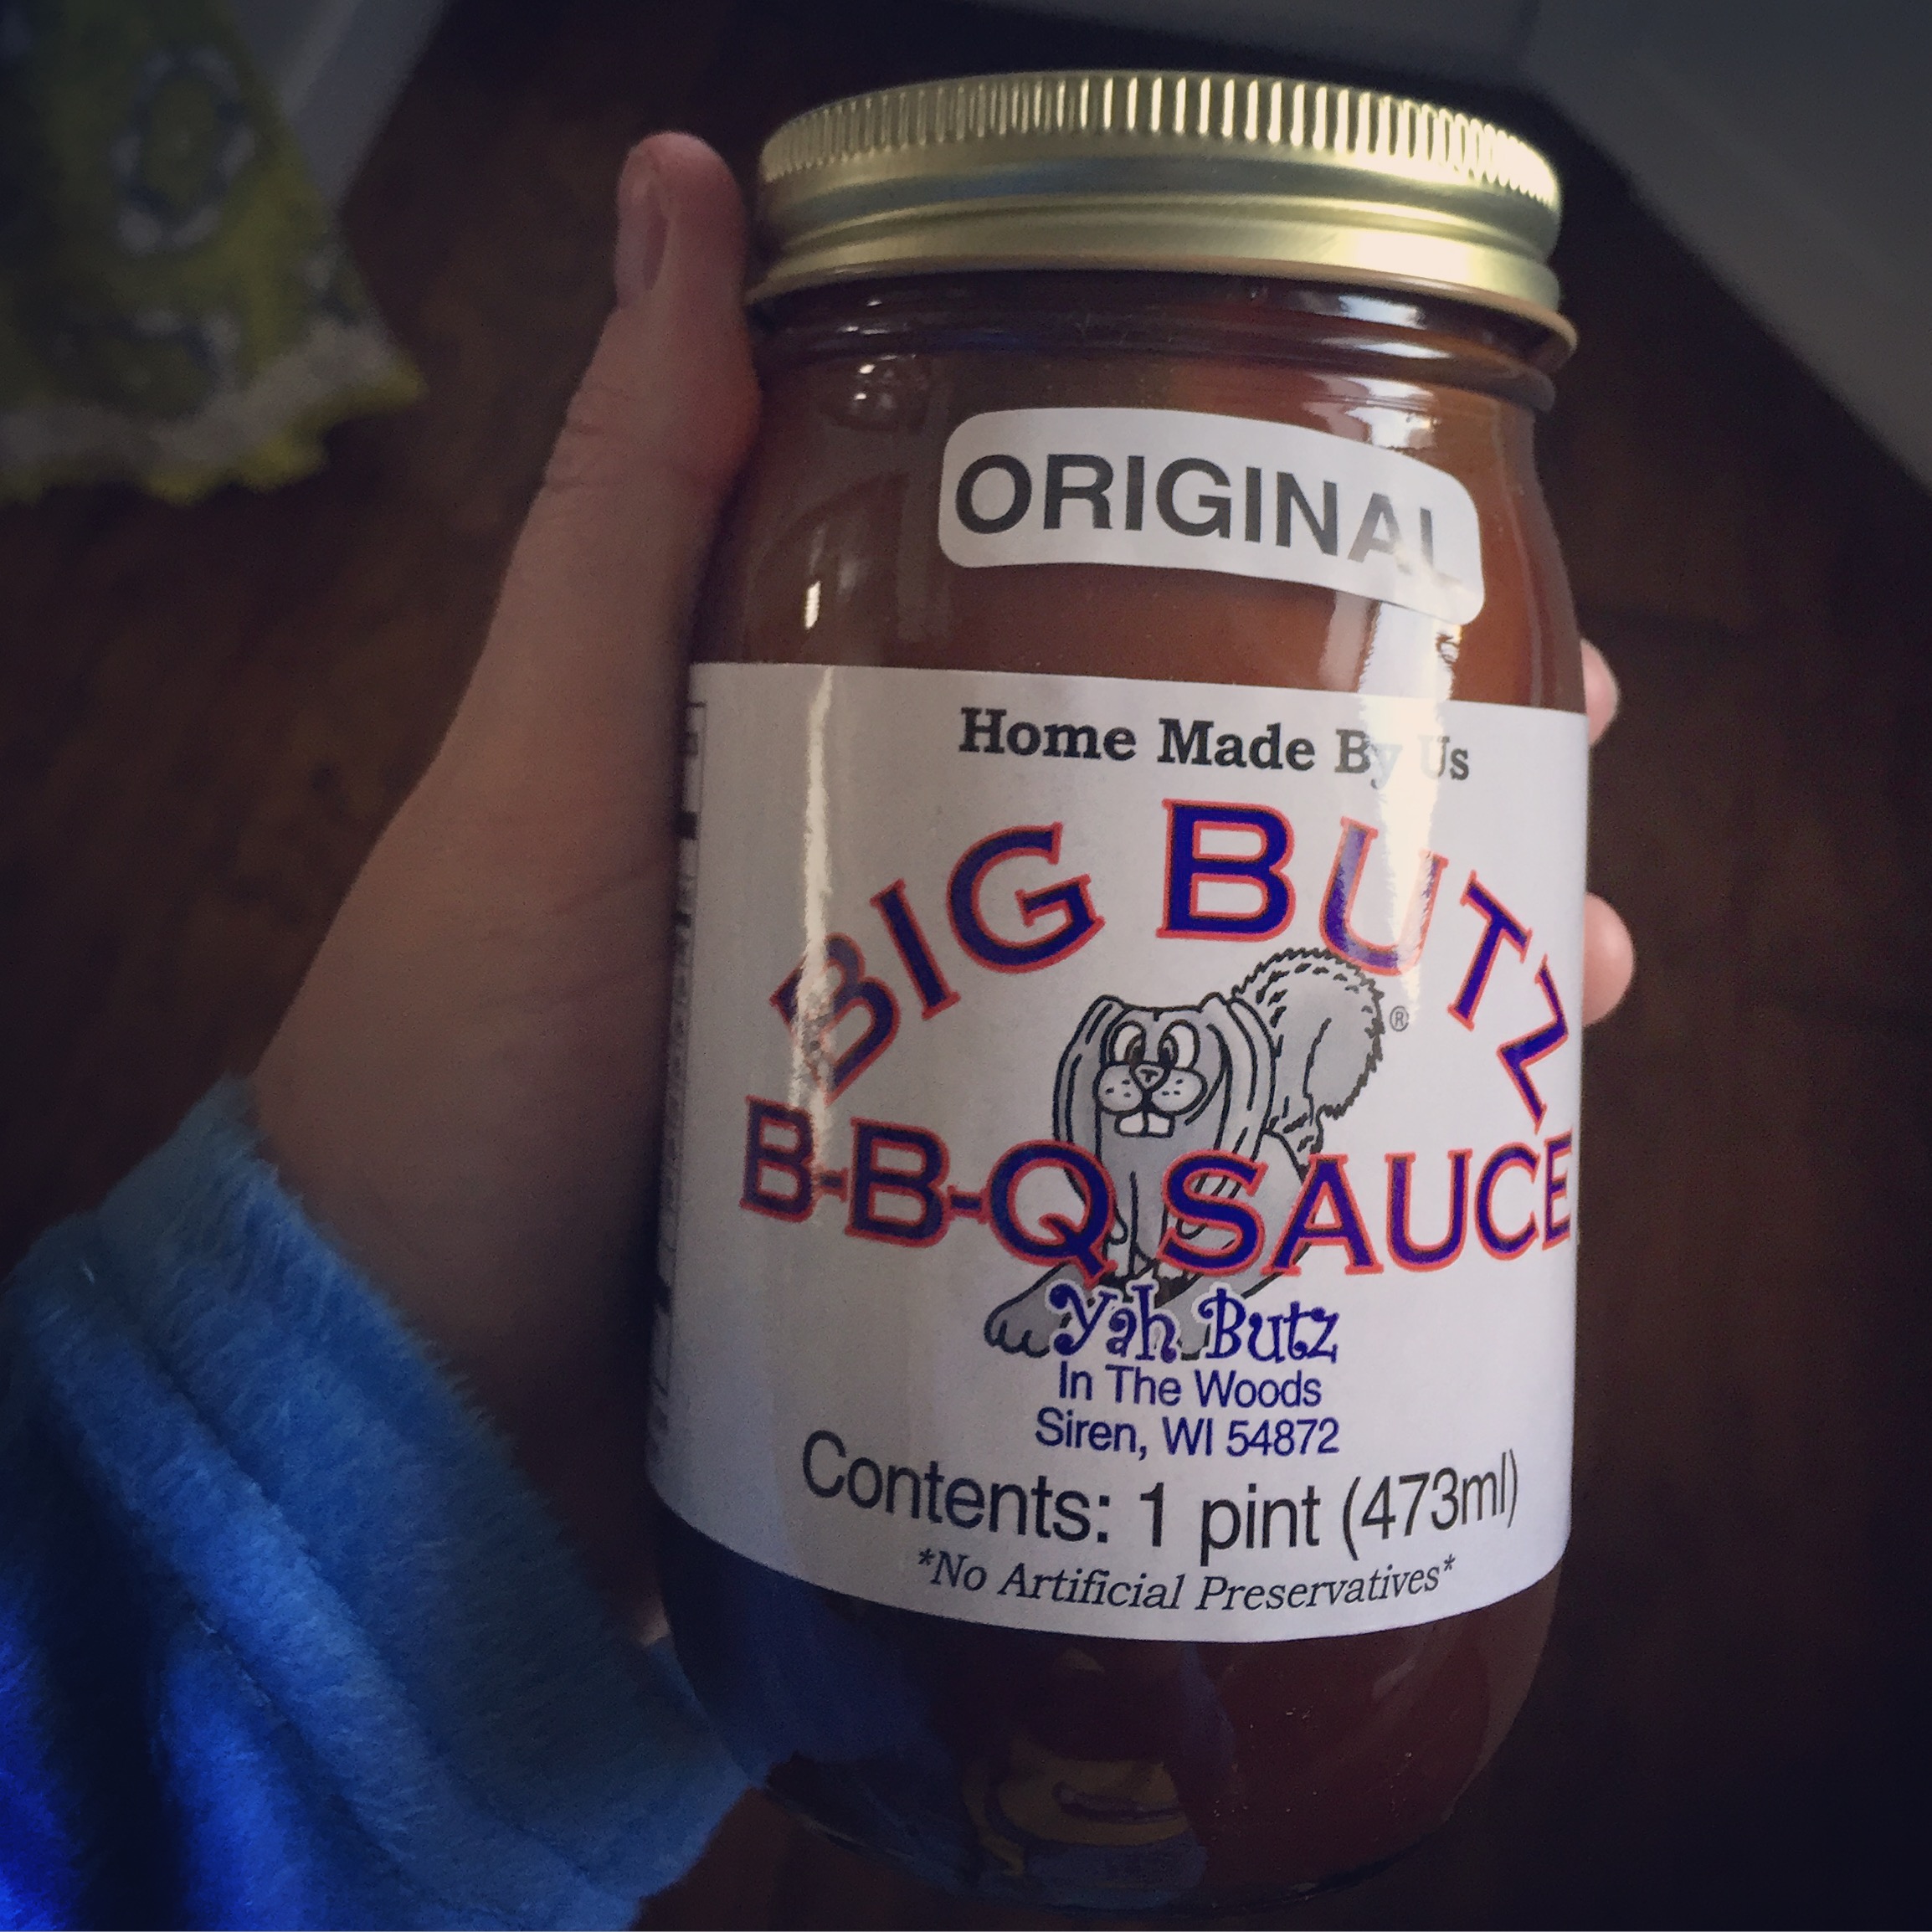 ORIGINAL
Home Made By Us
BIG BUTZ
®
B-B-Q SAUCE
Yah Butz
In The Woods
Siren, WI 54872
Contents: 1 pint (473ml)
*No Artificial Preservatives*